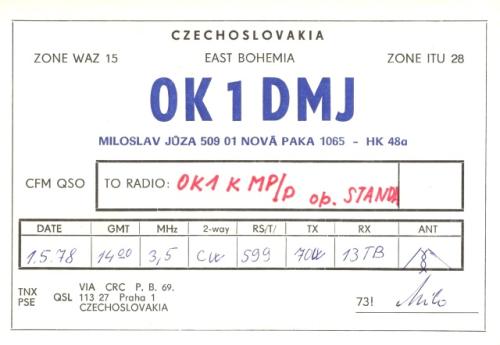 CZECHOSLOVAKIA
ZONE WAZ 15 EAST BOHEMIA ZONE ITU 28
OK1DMJ
MILOSLAV JŮZA 509 01 NOVÁ PAKA 1065 - HK 48a
CFM QSO TO RADIO: OK1KMP/p op. STANDA
DATE GMT MHz 2-way RS/T/ TX RX ANT
1.5.78 1400 3,5 CW 599 70W 13TB
TNX PSE QSL VIA CRC P. B. 69.
113 27 Praha 1
CZECHOSLOVAKIA
73! Milo